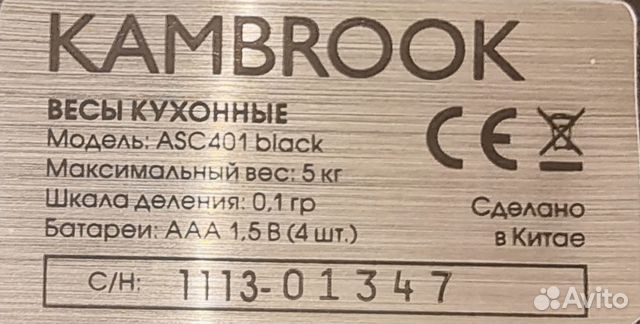 KAMBROOK
ВЕСЫ КУХОННЫЕ
Модель: ASC401 black
Максимальный вес: 5 кг
Шкала деления: 0,1 гр
Батареи: AAA 1,5 В (4 шт.)
CE
Сделано
в Китае
С/Н: 1113-01347
Avito